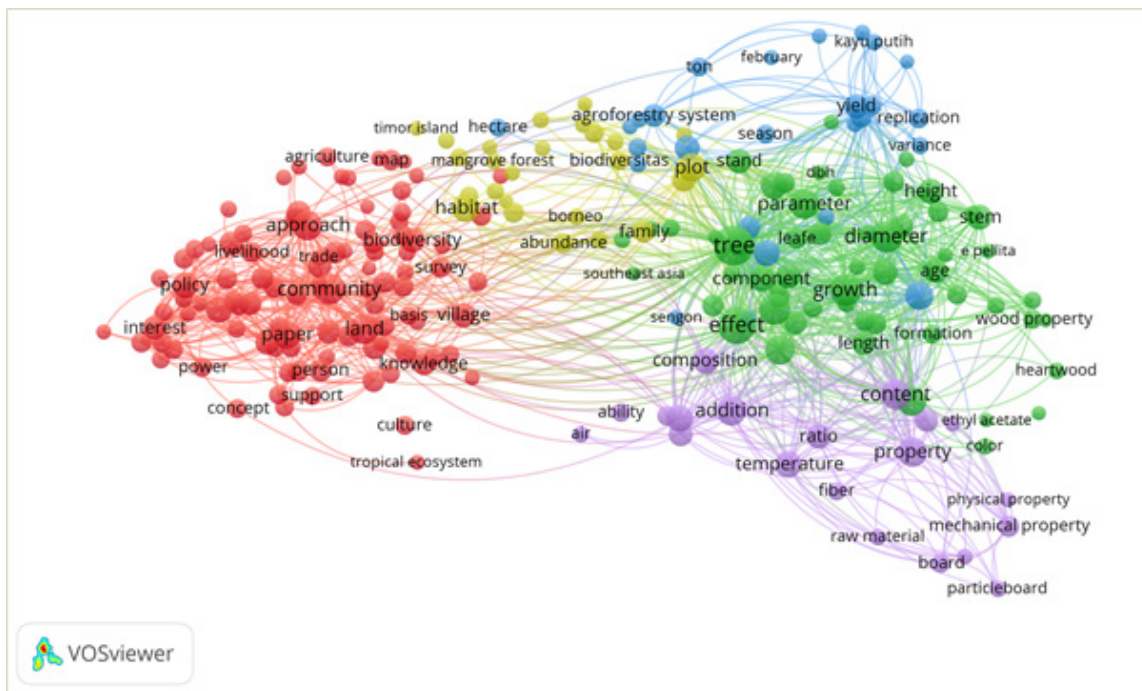 kayu putih
february
ton
agroforestry system
yield
replication
timor island
hectare
season
variance
agriculture
map
mangrove forest
biodiversitas
stand
plot
dbh
height
habitat
parameter
approach
borneo
family
stem
biodiversity
abundance
tree
leafe
diameter
livelihood
trade
survey
southeast asia
component
e pellita
age
policy
community
growth
interest
paper
land
basis
village
sengon
effect
wood property
formation
length
power
person
knowledge
composition
heartwood
support
concept
ability
addition
content
culture
air
ratio
ethyl acetate
color
tropical ecosystem
temperature
property
fiber
physical property
raw material
mechanical property
board
particleboard
VOSviewer